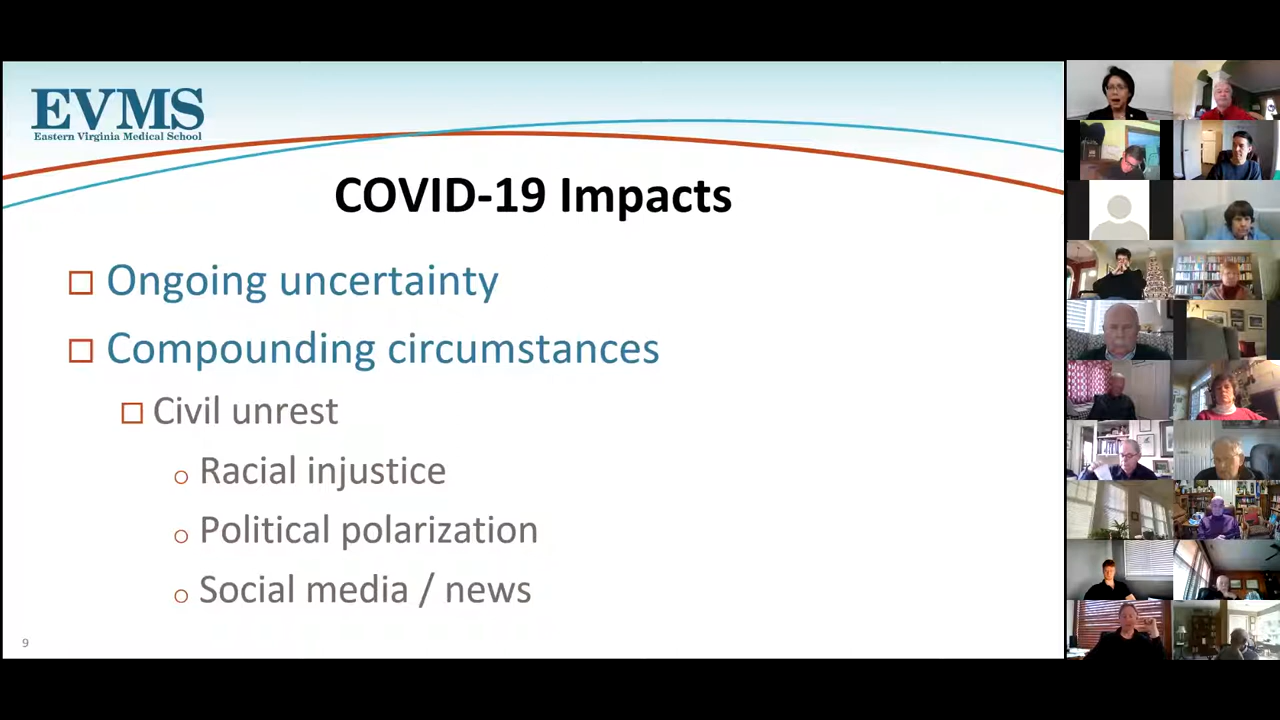 EVMS
Eastern Virginia Medical School
COVID-19 Impacts
Ongoing uncertainty
Compounding circumstances
Civil unrest
Racial injustice
Political polarization
Social media / news
9